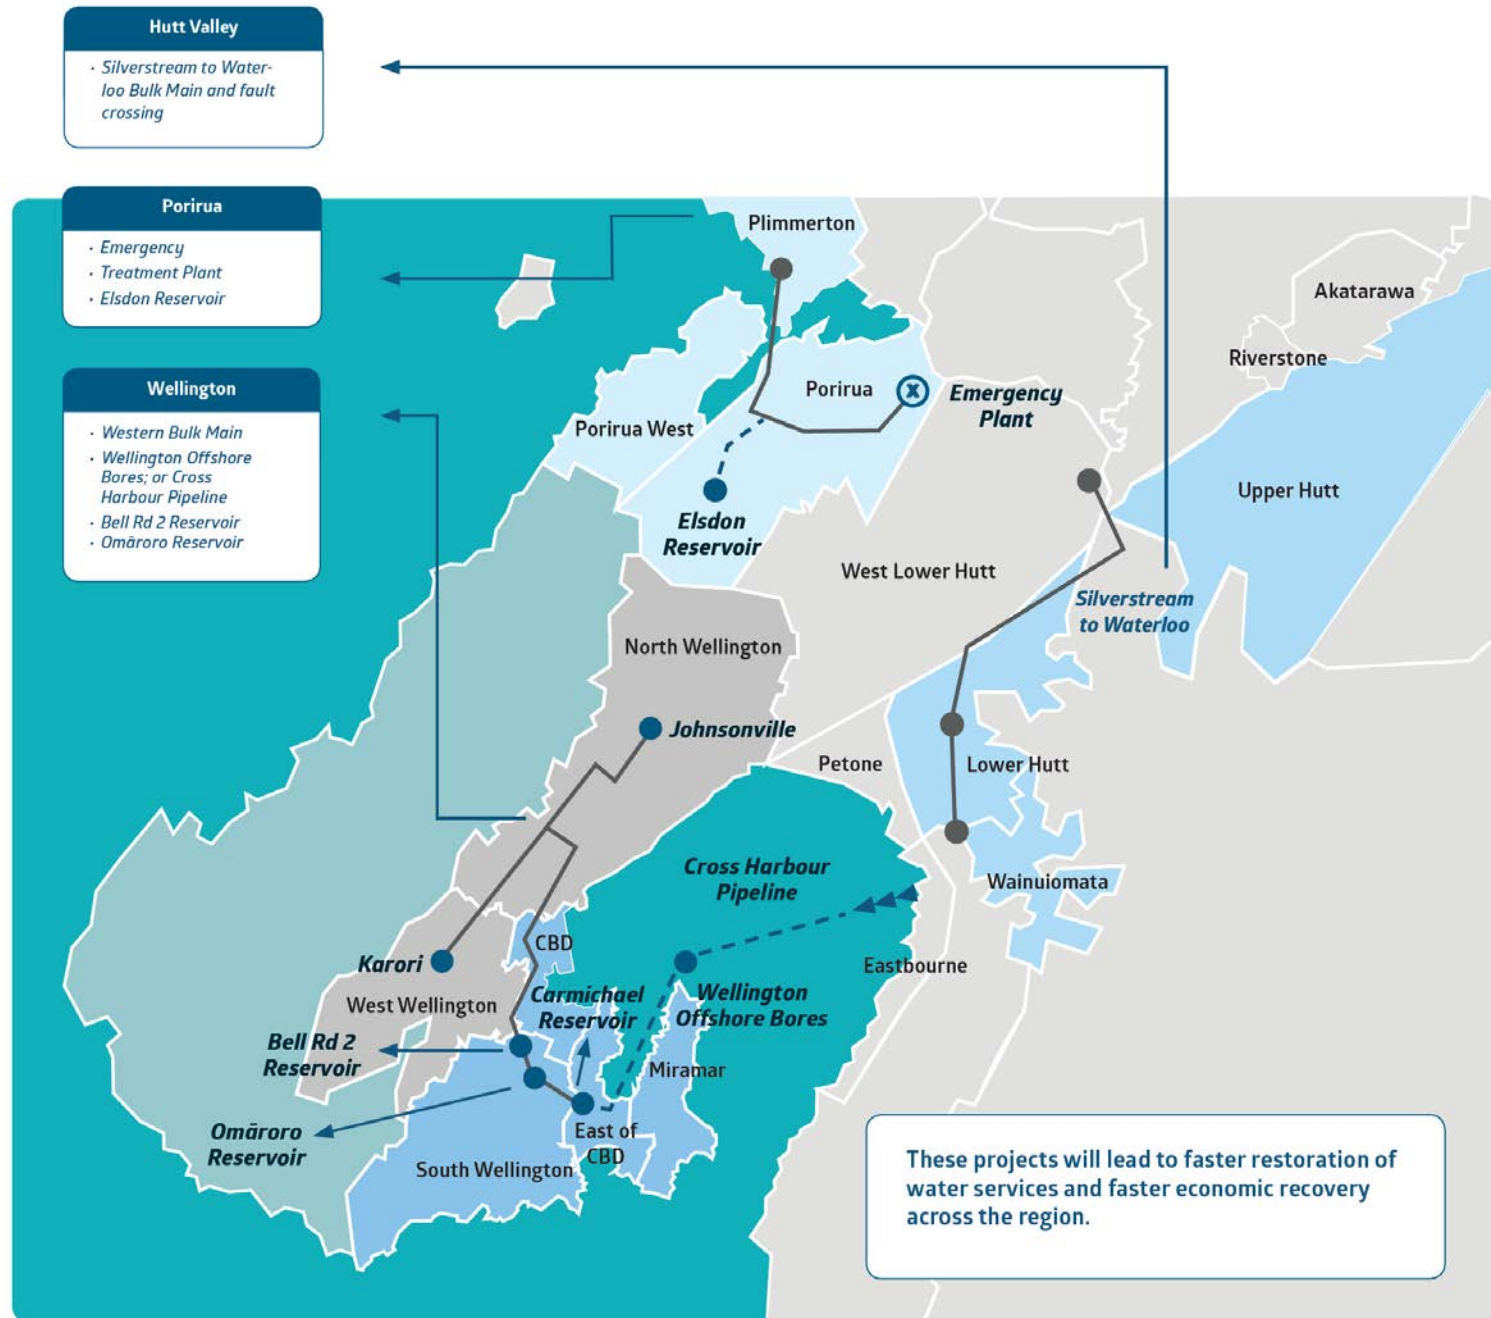 Hutt Valley
· Silverstream to Water-
loo Bulk Main and fault
crossing
Porirua
· Emergency
· Treatment Plant
· Elsdon Reservoir
Wellington
· Western Bulk Main
· Wellington Offshore
Bores; or Cross
Harbour Pipeline
· Bell Rd 2 Reservoir
· Omāroro Reservoir
Plimmerton
Akatarawa
Riverstone
Porirua
X
Emergency
Plant
Porirua West
Upper Hutt
Elsdon
Reservoir
West Lower Hutt
Silverstream
to Waterloo
North Wellington
Johnsonville
Petone
Lower Hutt
Cross Harbour
Pipeline
Wainuiomata
CBD
Karori
Eastbourne
West Wellington
Carmichael
Reservoir
Wellington
Offshore Bores
Bell Rd 2
Reservoir
Miramar
Omāroro
Reservoir
East of
CBD
South Wellington
These projects will lead to faster restoration of
water services and faster economic recovery
across the region.